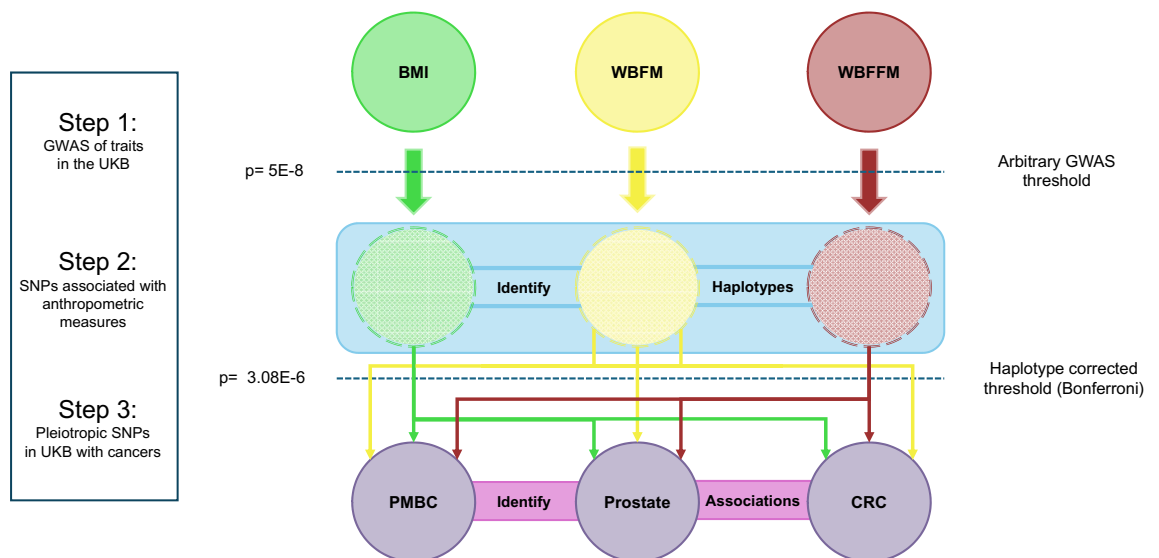 BMI
WBFM
WBFFM
Step 1:
GWAS of traits
in the UKB
p= 5E-8
Arbitrary GWAS
threshold
Step 2:
SNPs associated with
anthropometric
measures
Identify
Haplotypes
p=  3.08E-6
Haplotype corrected
threshold (Bonferroni)
Step 3:
Pleiotropic SNPs
in UKB with cancers
PMBC
Identify
Prostate
Associations
CRC